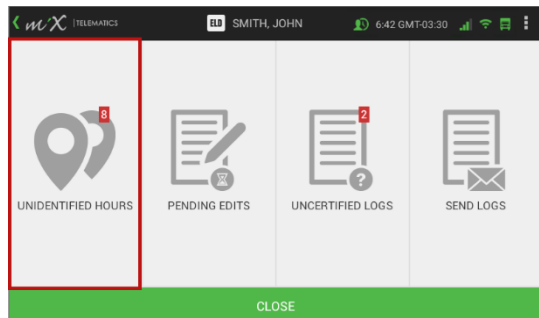 mix TELEMATICS ELD SMITH, JOHN 6:42 GMT-03:30
8 2
?
UNIDENTIFIED HOURS PENDING EDITS UNCERTIFIED LOGS SEND LOGS
CLOSE